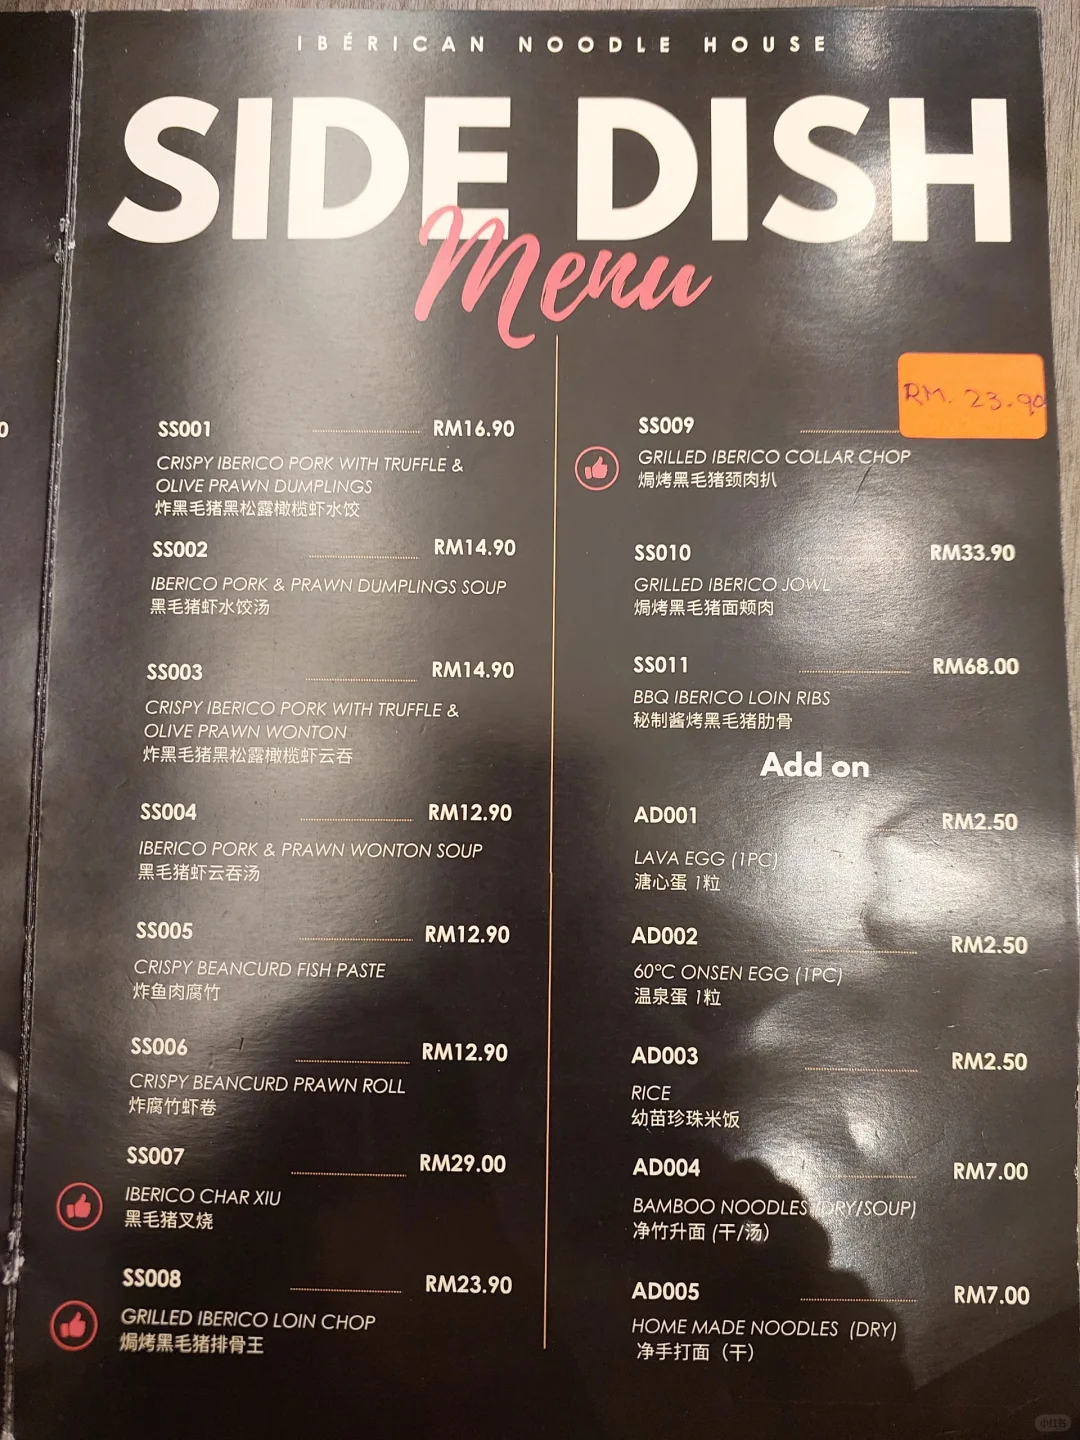 IBÉRICAN NOODLE HOUSE
SIDE DISH
Menu
SS001 RM16.90
CRISPY IBERICO PORK WITH TRUFFLE &
OLIVE PRAWN DUMPLINGS
炸黑毛猪黑松露橄榄虾水饺
SS002 RM14.90
IBERICO PORK & PRAWN DUMPLINGS SOUP
黑毛猪虾水饺汤
SS003 RM14.90
CRISPY IBERICO PORK WITH TRUFFLE &
OLIVE PRAWN WONTON
炸黑毛猪黑松露橄榄虾云吞
SS004 RM12.90
IBERICO PORK & PRAWN WONTON SOUP
黑毛猪虾云吞汤
SS005 RM12.90
CRISPY BEANCURD FISH PASTE
炸鱼肉腐竹
SS006 RM12.90
CRISPY BEANCURD PRAWN ROLL
炸腐竹虾卷
SS007 RM29.00
IBERICO CHAR XIU
黑毛猪叉烧
SS008 RM23.90
GRILLED IBERICO LOIN CHOP
焗烤黑毛猪排骨王
SS009 RM. 23.90
GRILLED IBERICO COLLAR CHOP
焗烤黑毛猪颈肉扒
SS010 RM33.90
GRILLED IBERICO JOWL
焗烤黑毛猪面颊肉
SS011 RM68.00
BBQ IBERICO LOIN RIBS
秘制酱烤黑毛猪肋骨
Add on
AD001 RM2.50
LAVA EGG (1PC)
溏心蛋 1粒
AD002 RM2.50
60°C ONSEN EGG (1PC)
温泉蛋 1粒
AD003 RM2.50
RICE
幼苗珍珠米饭
AD004 RM7.00
BAMBOO NOODLES (DRY/SOUP)
净竹升面 (干/汤)
AD005 RM7.00
HOME MADE NOODLES (DRY)
净手打面（干）
小红书